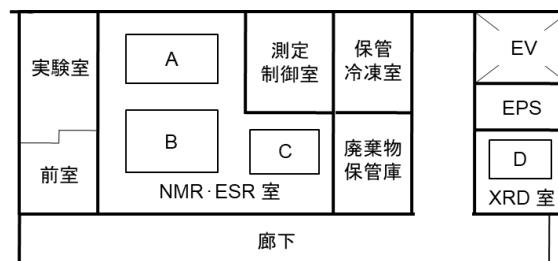 実験室
前室
A
B
C
NMR·ESR 室
測定
制御室
保管
冷凍室
廃棄物
保管庫
EV
EPS
D
XRD 室
廊下